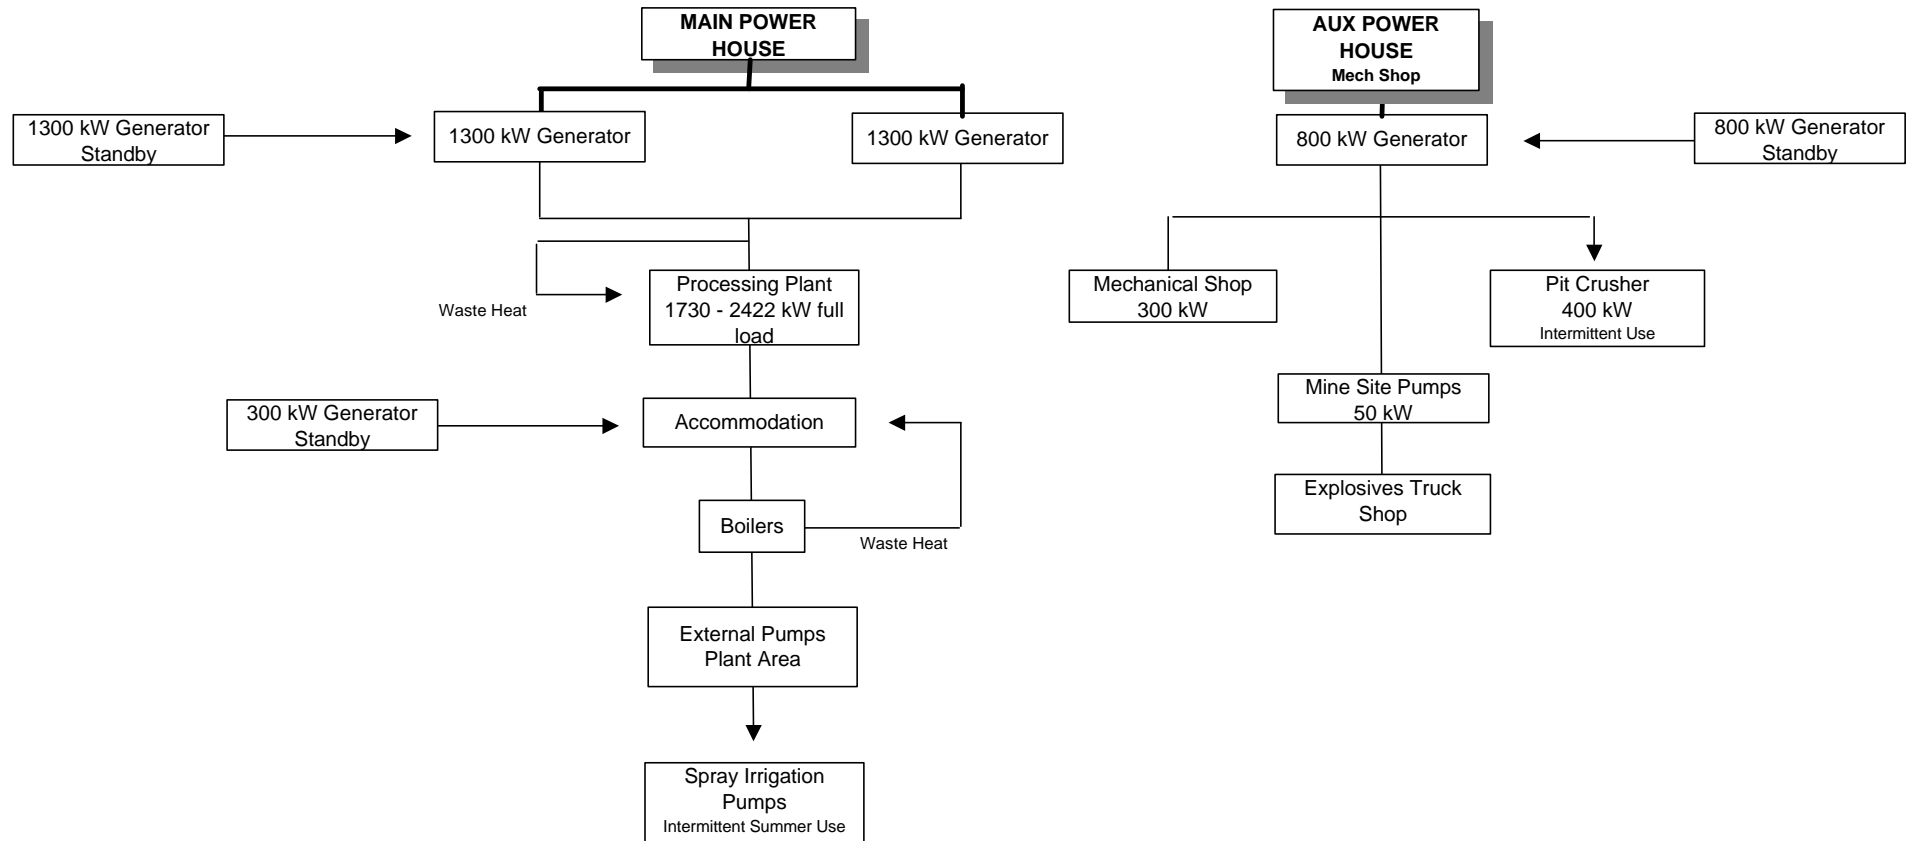 MAIN POWER
HOUSE
AUX POWER
HOUSE
Mech Shop
1300 kW Generator
Standby
1300 kW Generator
1300 kW Generator
800 kW Generator
800 kW Generator
Standby
Waste Heat
Processing Plant
1730 - 2422 kW full
load
Mechanical Shop
300 kW
Pit Crusher
400 kW
Intermittent Use
300 kW Generator
Standby
Accommodation
Mine Site Pumps
50 kW
Boilers
Waste Heat
Explosives Truck
Shop
External Pumps
Plant Area
Spray Irrigation
Pumps
Intermittent Summer Use